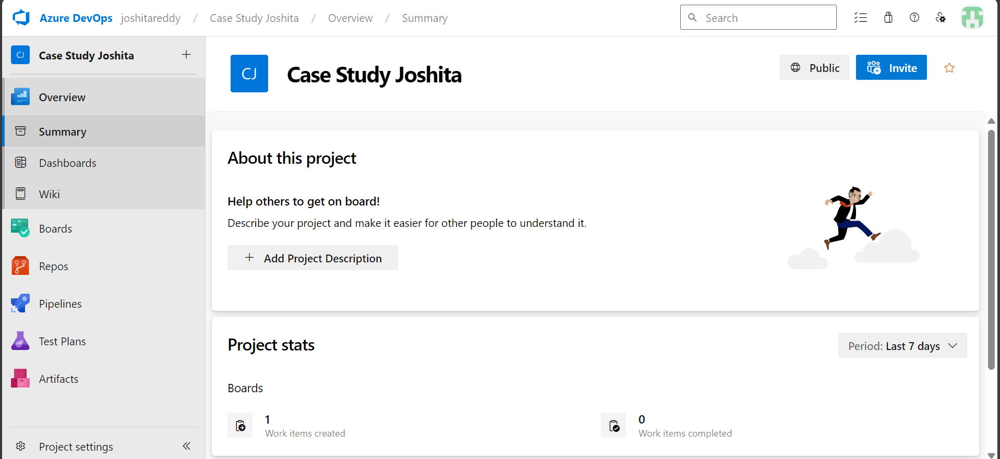 Azure DevOps joshitareddy / Case Study Joshita / Overview / Summary
Search
CJ Case Study Joshita
Overview
Summary
Dashboards
Wiki
Boards
Repos
Pipelines
Test Plans
Artifacts
Project settings
CJ Case Study Joshita
Public
Invite
About this project
Help others to get on board!
Describe your project and make it easier for other people to understand it.
+ Add Project Description
Project stats
Period: Last 7 days
Boards
1
Work items created
0
Work items completed